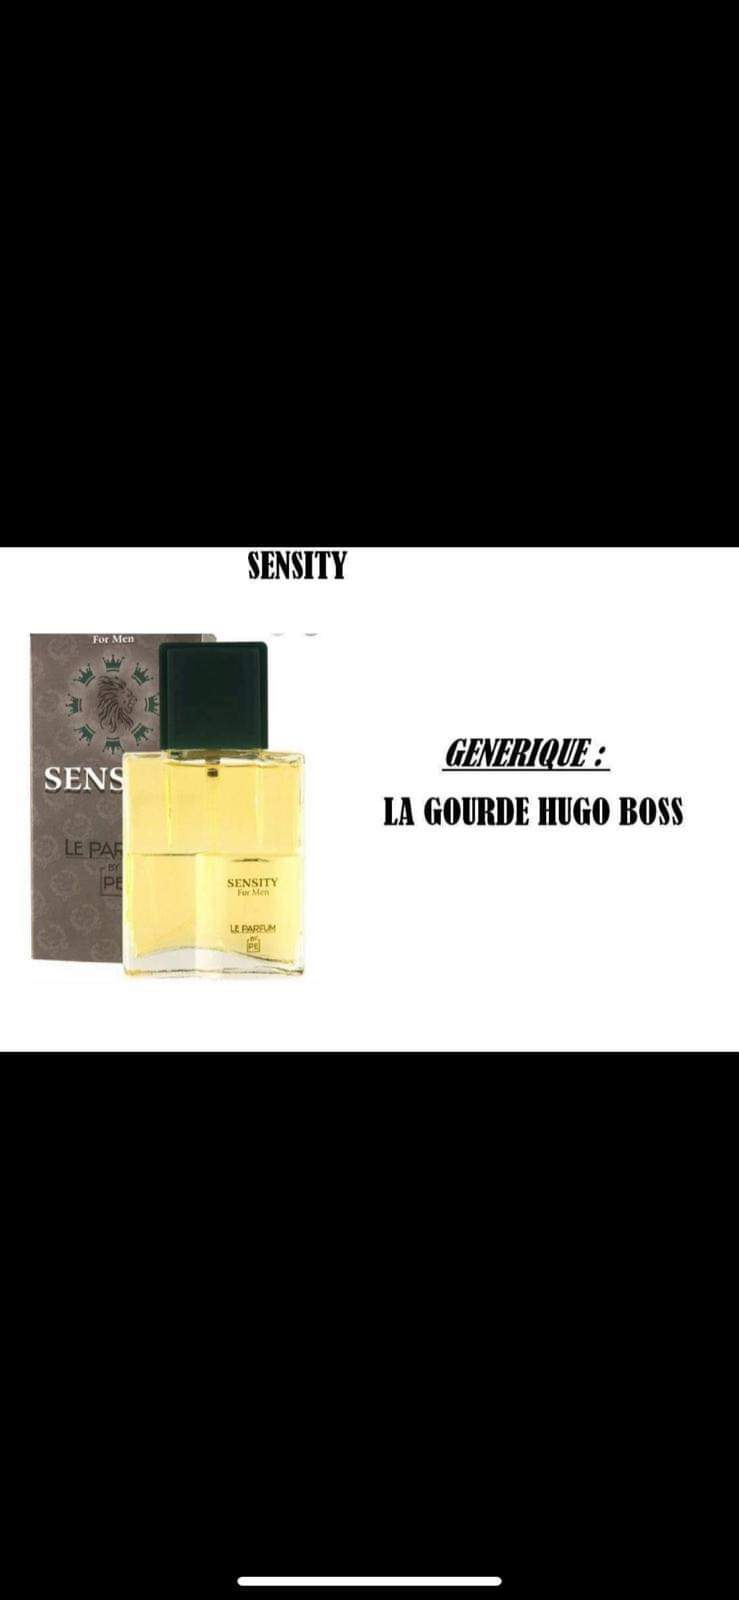 SENSITY
For Men
SENS
LE PAR
BY
PE
SENSITY
For Men
LE PARFUM
BY
PE
GENERIQUE :
LA GOURDE HUGO BOSS